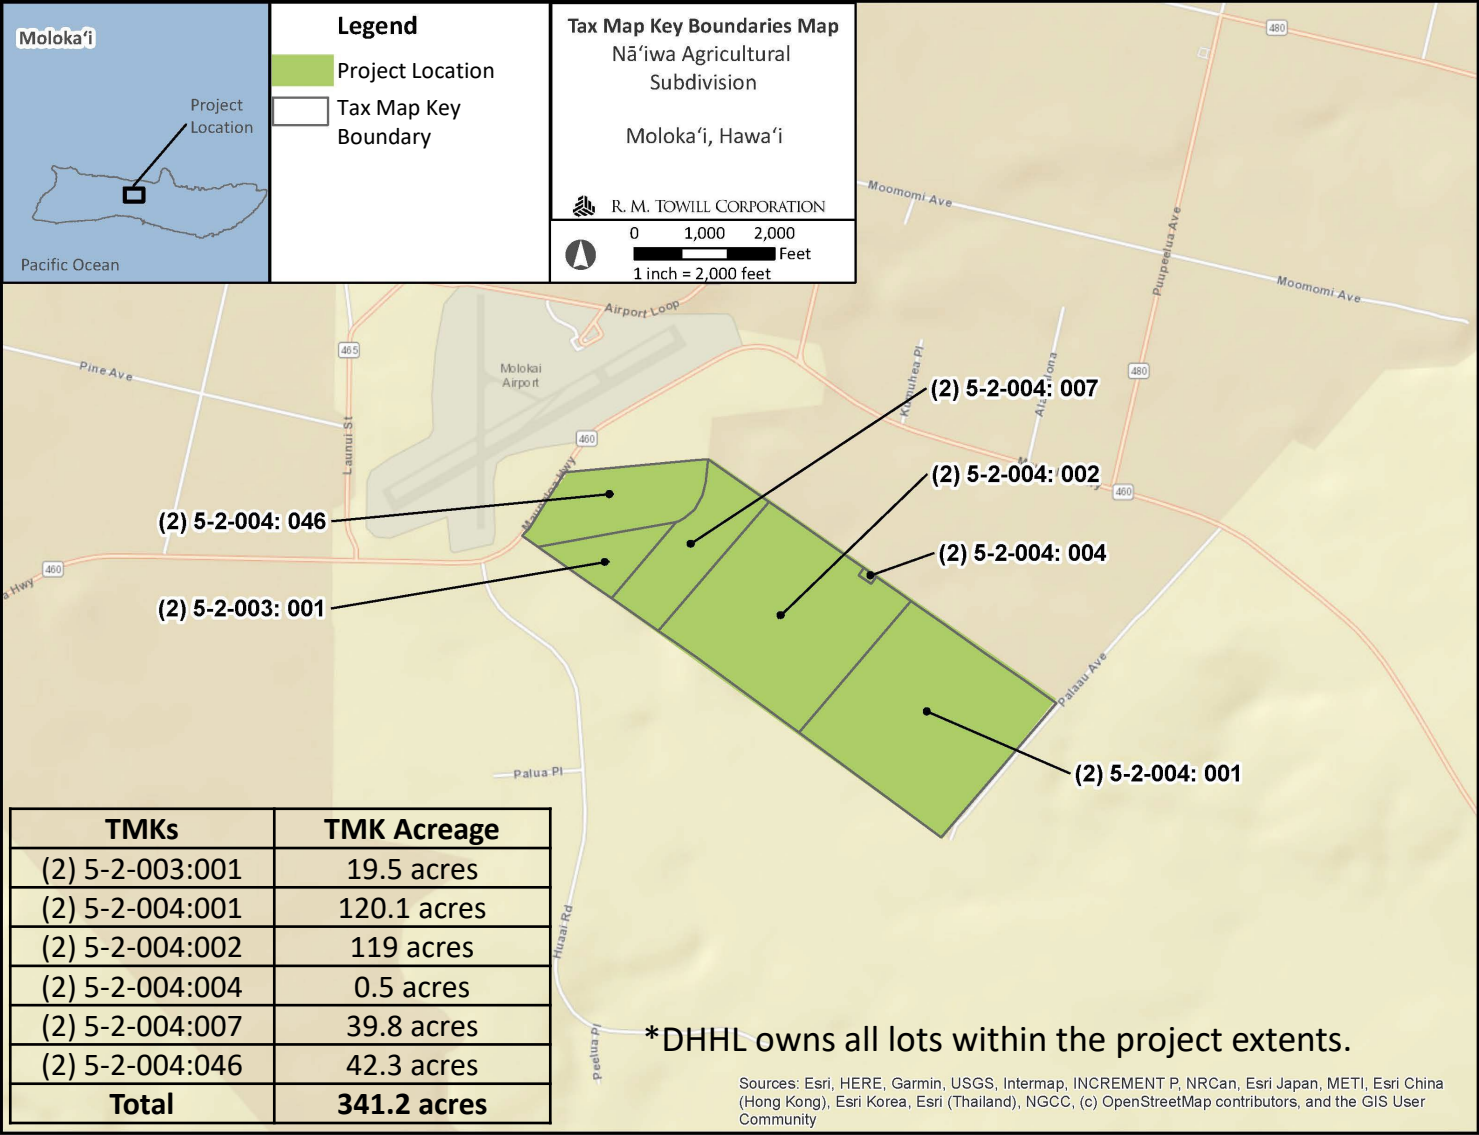 Moloka‘i
Project
Location
Pacific Ocean
Legend
Project Location
Tax Map Key
Boundary
Tax Map Key Boundaries Map
Nā‘iwa Agricultural
Subdivision
Moloka‘i, Hawa‘i
R. M. TOWILL CORPORATION
0 1,000 2,000
Feet
1 inch = 2,000 feet
480
Moomomi Ave
Puupeelua Ave
Moomomi Ave
Airport Loop
465
Pine Ave
Molokai
Airport
Launui St
Kumuhea Pl
480
(2) 5-2-004: 007
460
(2) 5-2-004: 002
460
(2) 5-2-004: 046
(2) 5-2-004: 004
460
Hwy
(2) 5-2-003: 001
Palaau Ave
(2) 5-2-004: 001
Palua Pl
Huaai Rd
Peelua Pl
TMKs TMK Acreage
(2) 5-2-003:001 19.5 acres
(2) 5-2-004:001 120.1 acres
(2) 5-2-004:002 119 acres
(2) 5-2-004:004 0.5 acres
(2) 5-2-004:007 39.8 acres
(2) 5-2-004:046 42.3 acres
Total 341.2 acres
*DHHL owns all lots within the project extents.
Sources: Esri, HERE, Garmin, USGS, Intermap, INCREMENT P, NRCan, Esri Japan, METI, Esri China
(Hong Kong), Esri Korea, Esri (Thailand), NGCC, (c) OpenStreetMap contributors, and the GIS User
Community